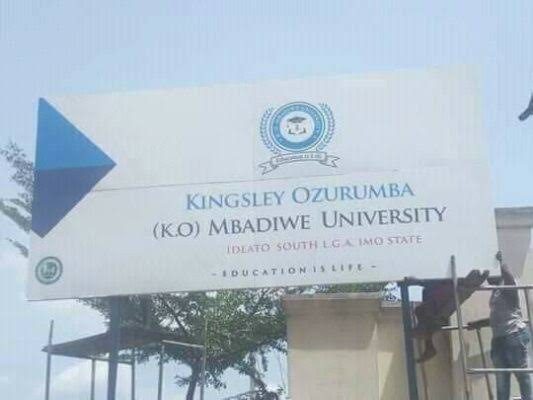 KINGSLEY OZURUMBA
(K.O) MBADIWE UNIVERSITY
IDEATO SOUTH L.G.A, IMO STATE
- EDUCATION IS LIFE -